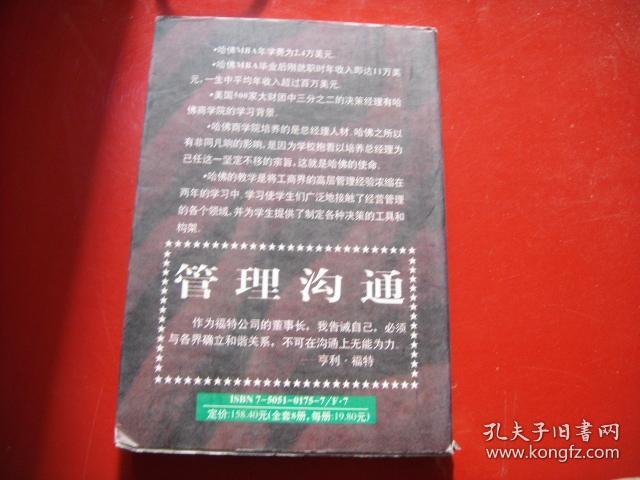 •哈佛MBA年学费为2.4万美元.
•哈佛MBA毕业后刚就职时年收入即达11万美
元,一生中平均年收入超过百万美元.
•美国500家大财团中三分之二的决策经理有哈
佛商学院的学习背景.
•哈佛商学院培养的是总经理人材.哈佛之所以
有非同凡响的影响,是因为学校抱着以培养总经理为
己任这一坚定不移的宗旨,这就是哈佛的使命.
•哈佛的教学是将工商界的高层管理经验浓缩在
两年的学习中.学习使学生们广泛地接触了经营管理
的各个领域,并为学生提供了制定各种决策的工具和
构架.
管理沟通
作为福特公司的董事长,我告诫自己,必须
与各界确立和谐关系,不可在沟通上无能为力.
——亨利·福特
ISBN 7-5051-0175-7/F·7
定价:158.40元(全套8册,每册:19.80元)
孔夫子旧书网
www.kongfz.com